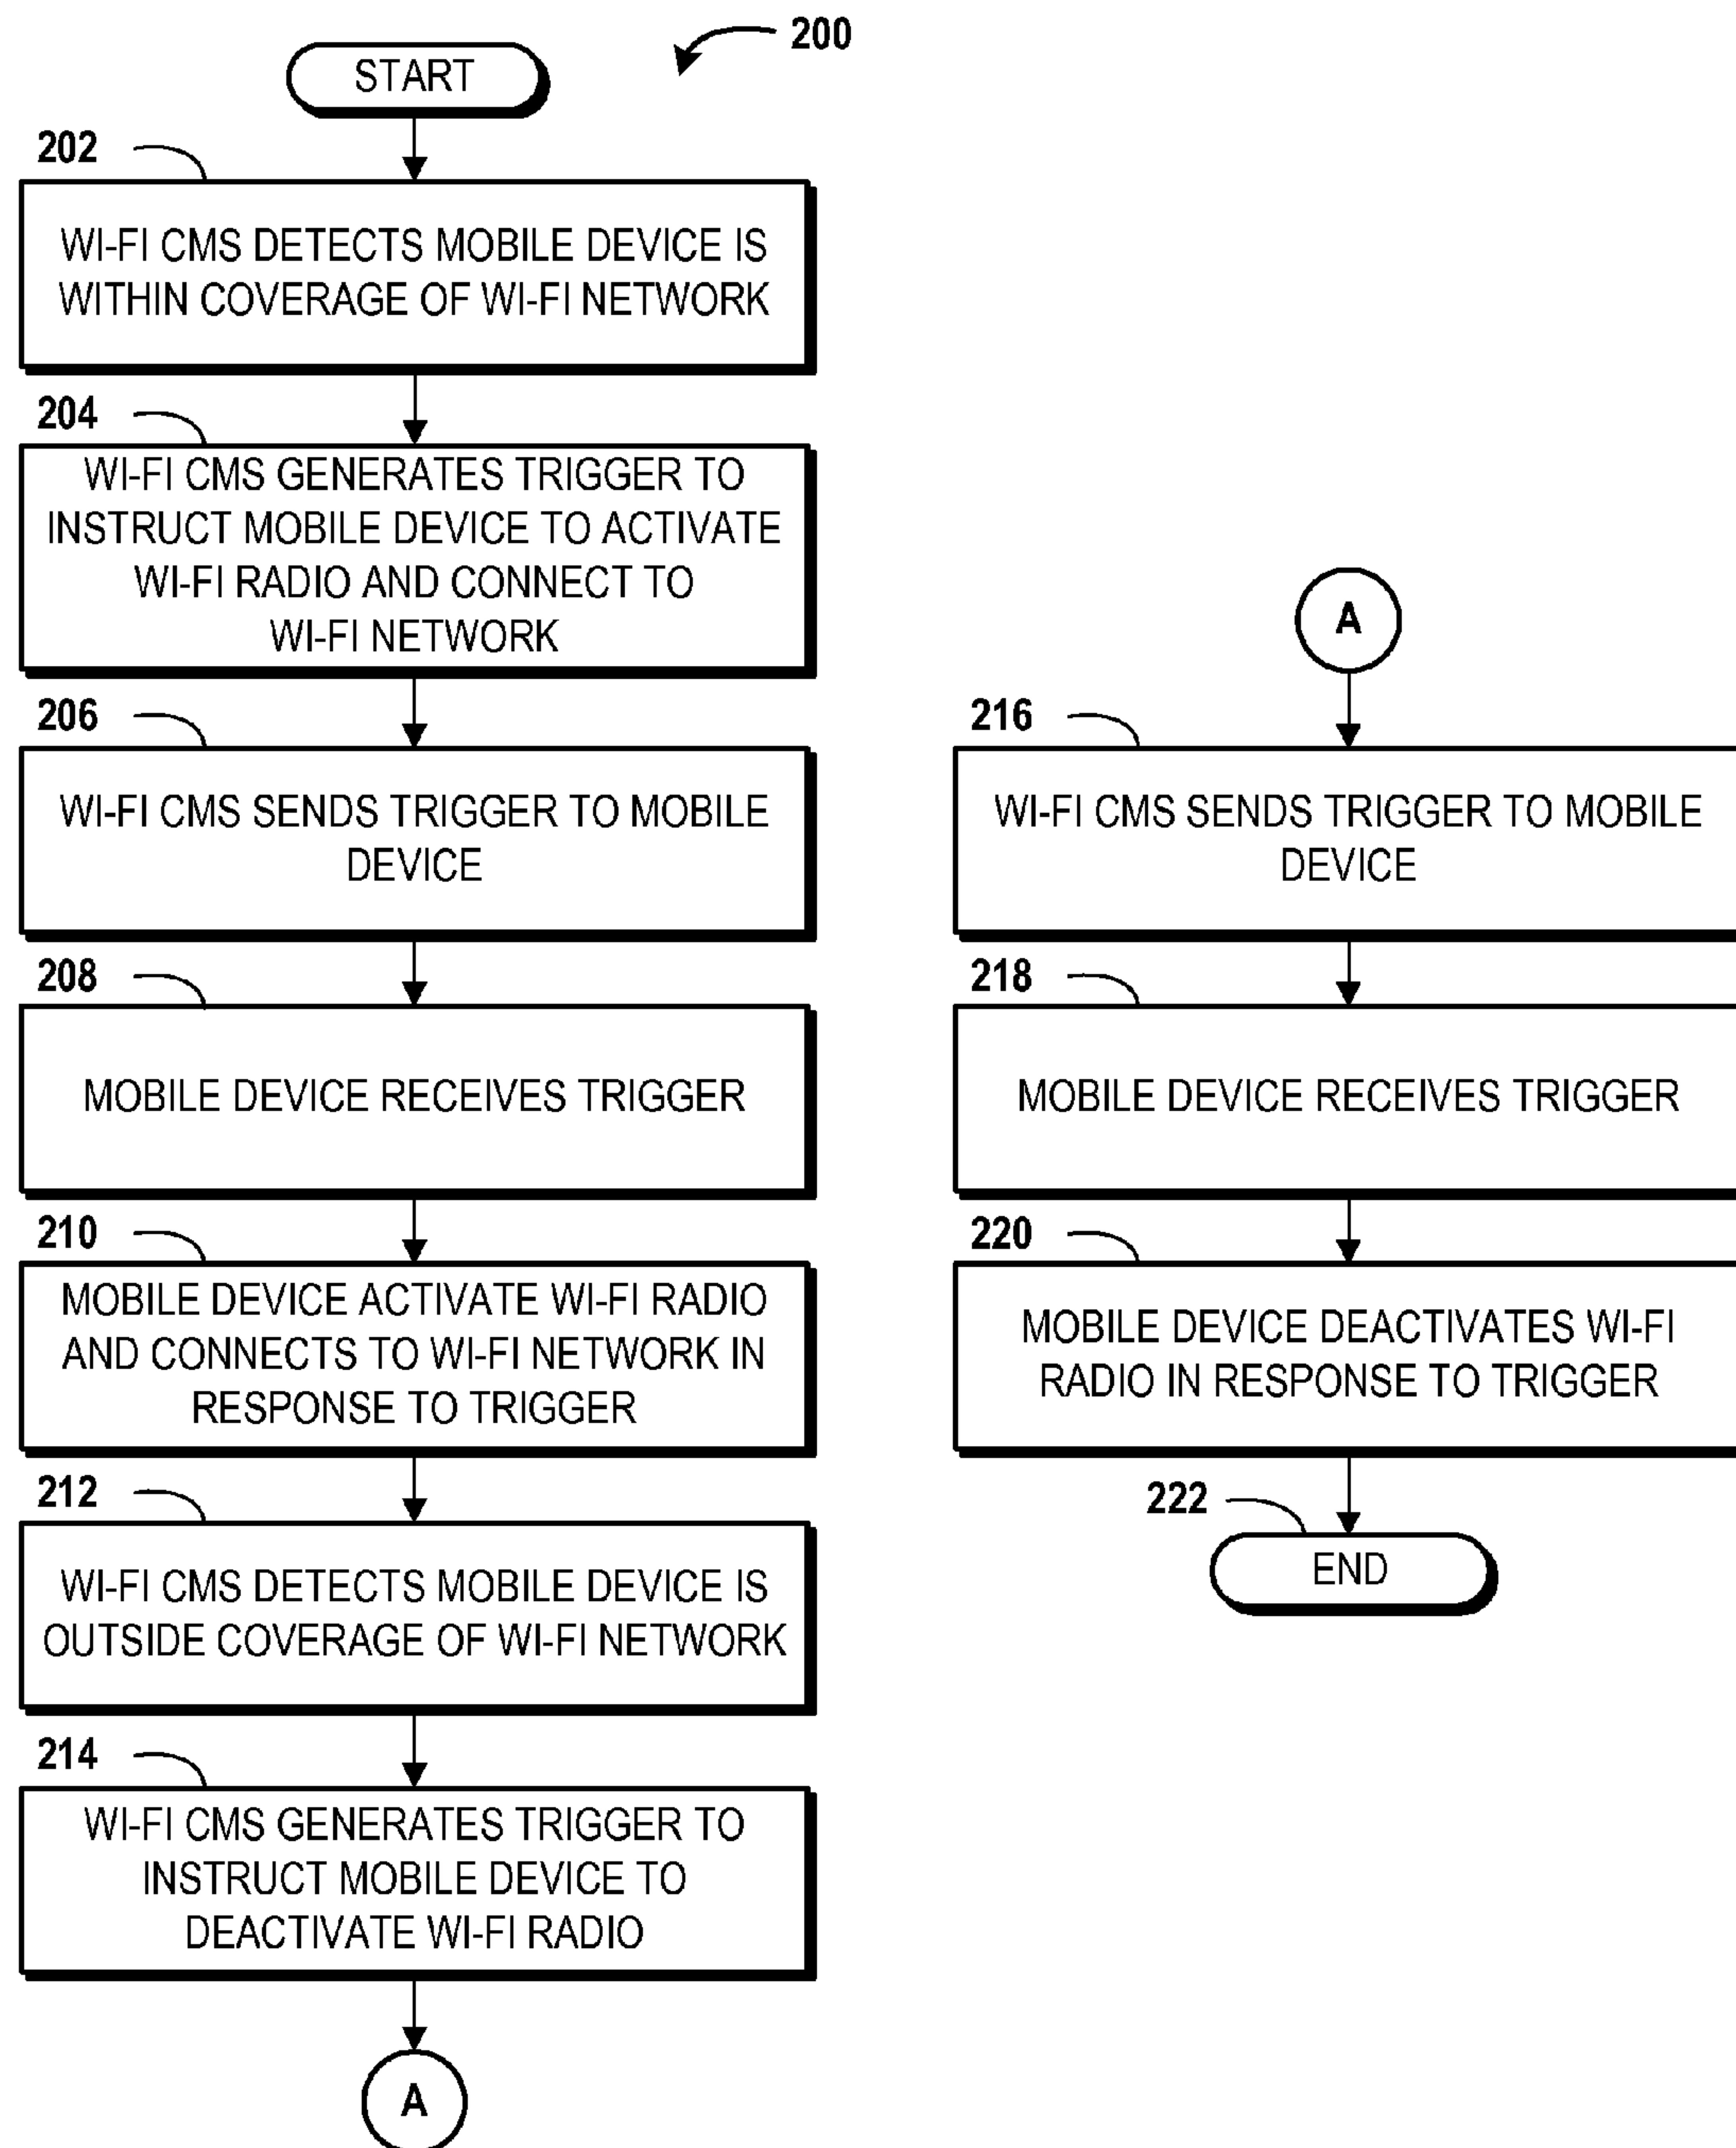 200
START
202
WI-FI CMS DETECTS MOBILE DEVICE IS
WITHIN COVERAGE OF WI-FI NETWORK
204
WI-FI CMS GENERATES TRIGGER TO
INSTRUCT MOBILE DEVICE TO ACTIVATE
WI-FI RADIO AND CONNECT TO
WI-FI NETWORK
206
WI-FI CMS SENDS TRIGGER TO MOBILE
DEVICE
208
MOBILE DEVICE RECEIVES TRIGGER
210
MOBILE DEVICE ACTIVATE WI-FI RADIO
AND CONNECTS TO WI-FI NETWORK IN
RESPONSE TO TRIGGER
212
WI-FI CMS DETECTS MOBILE DEVICE IS
OUTSIDE COVERAGE OF WI-FI NETWORK
214
WI-FI CMS GENERATES TRIGGER TO
INSTRUCT MOBILE DEVICE TO
DEACTIVATE WI-FI RADIO
A
A
216
WI-FI CMS SENDS TRIGGER TO MOBILE
DEVICE
218
MOBILE DEVICE RECEIVES TRIGGER
220
MOBILE DEVICE DEACTIVATES WI-FI
RADIO IN RESPONSE TO TRIGGER
222
END